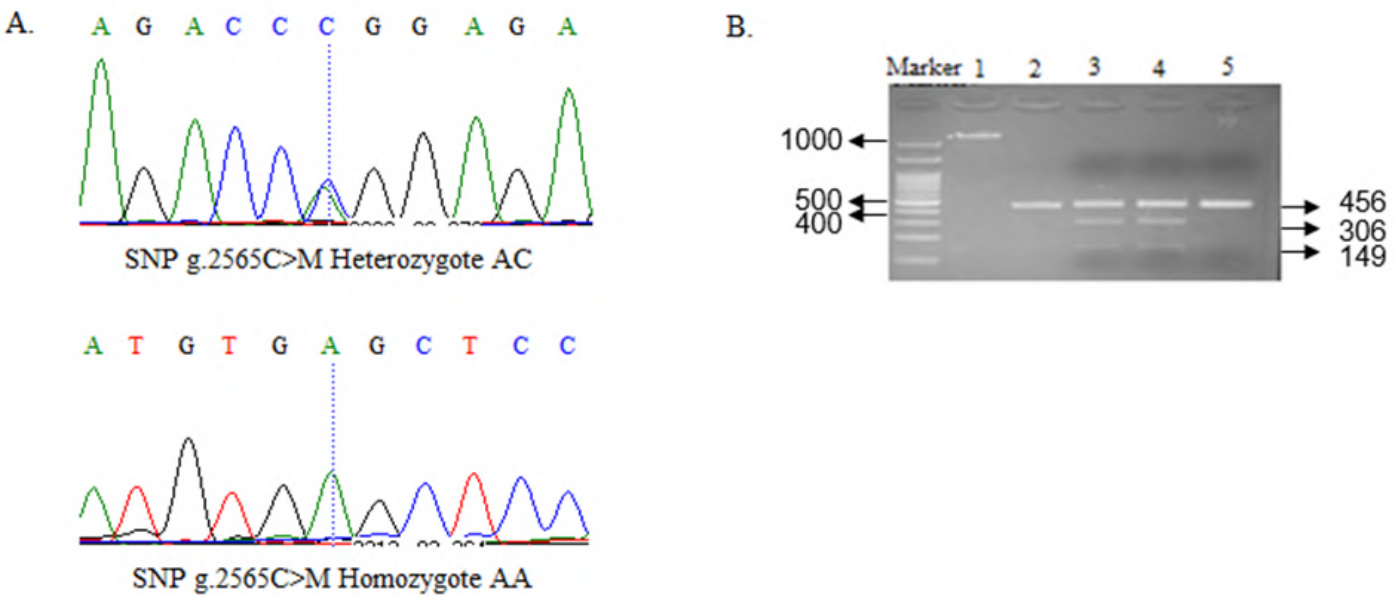 A.
A G A C C C G G A G A
SNP g.2565C>M Heterozygote AC
A T G T G A G C T C C
SNP g.2565C>M Homozygote AA
B.
Marker 1 2 3 4 5
1000
500
400
456
306
149